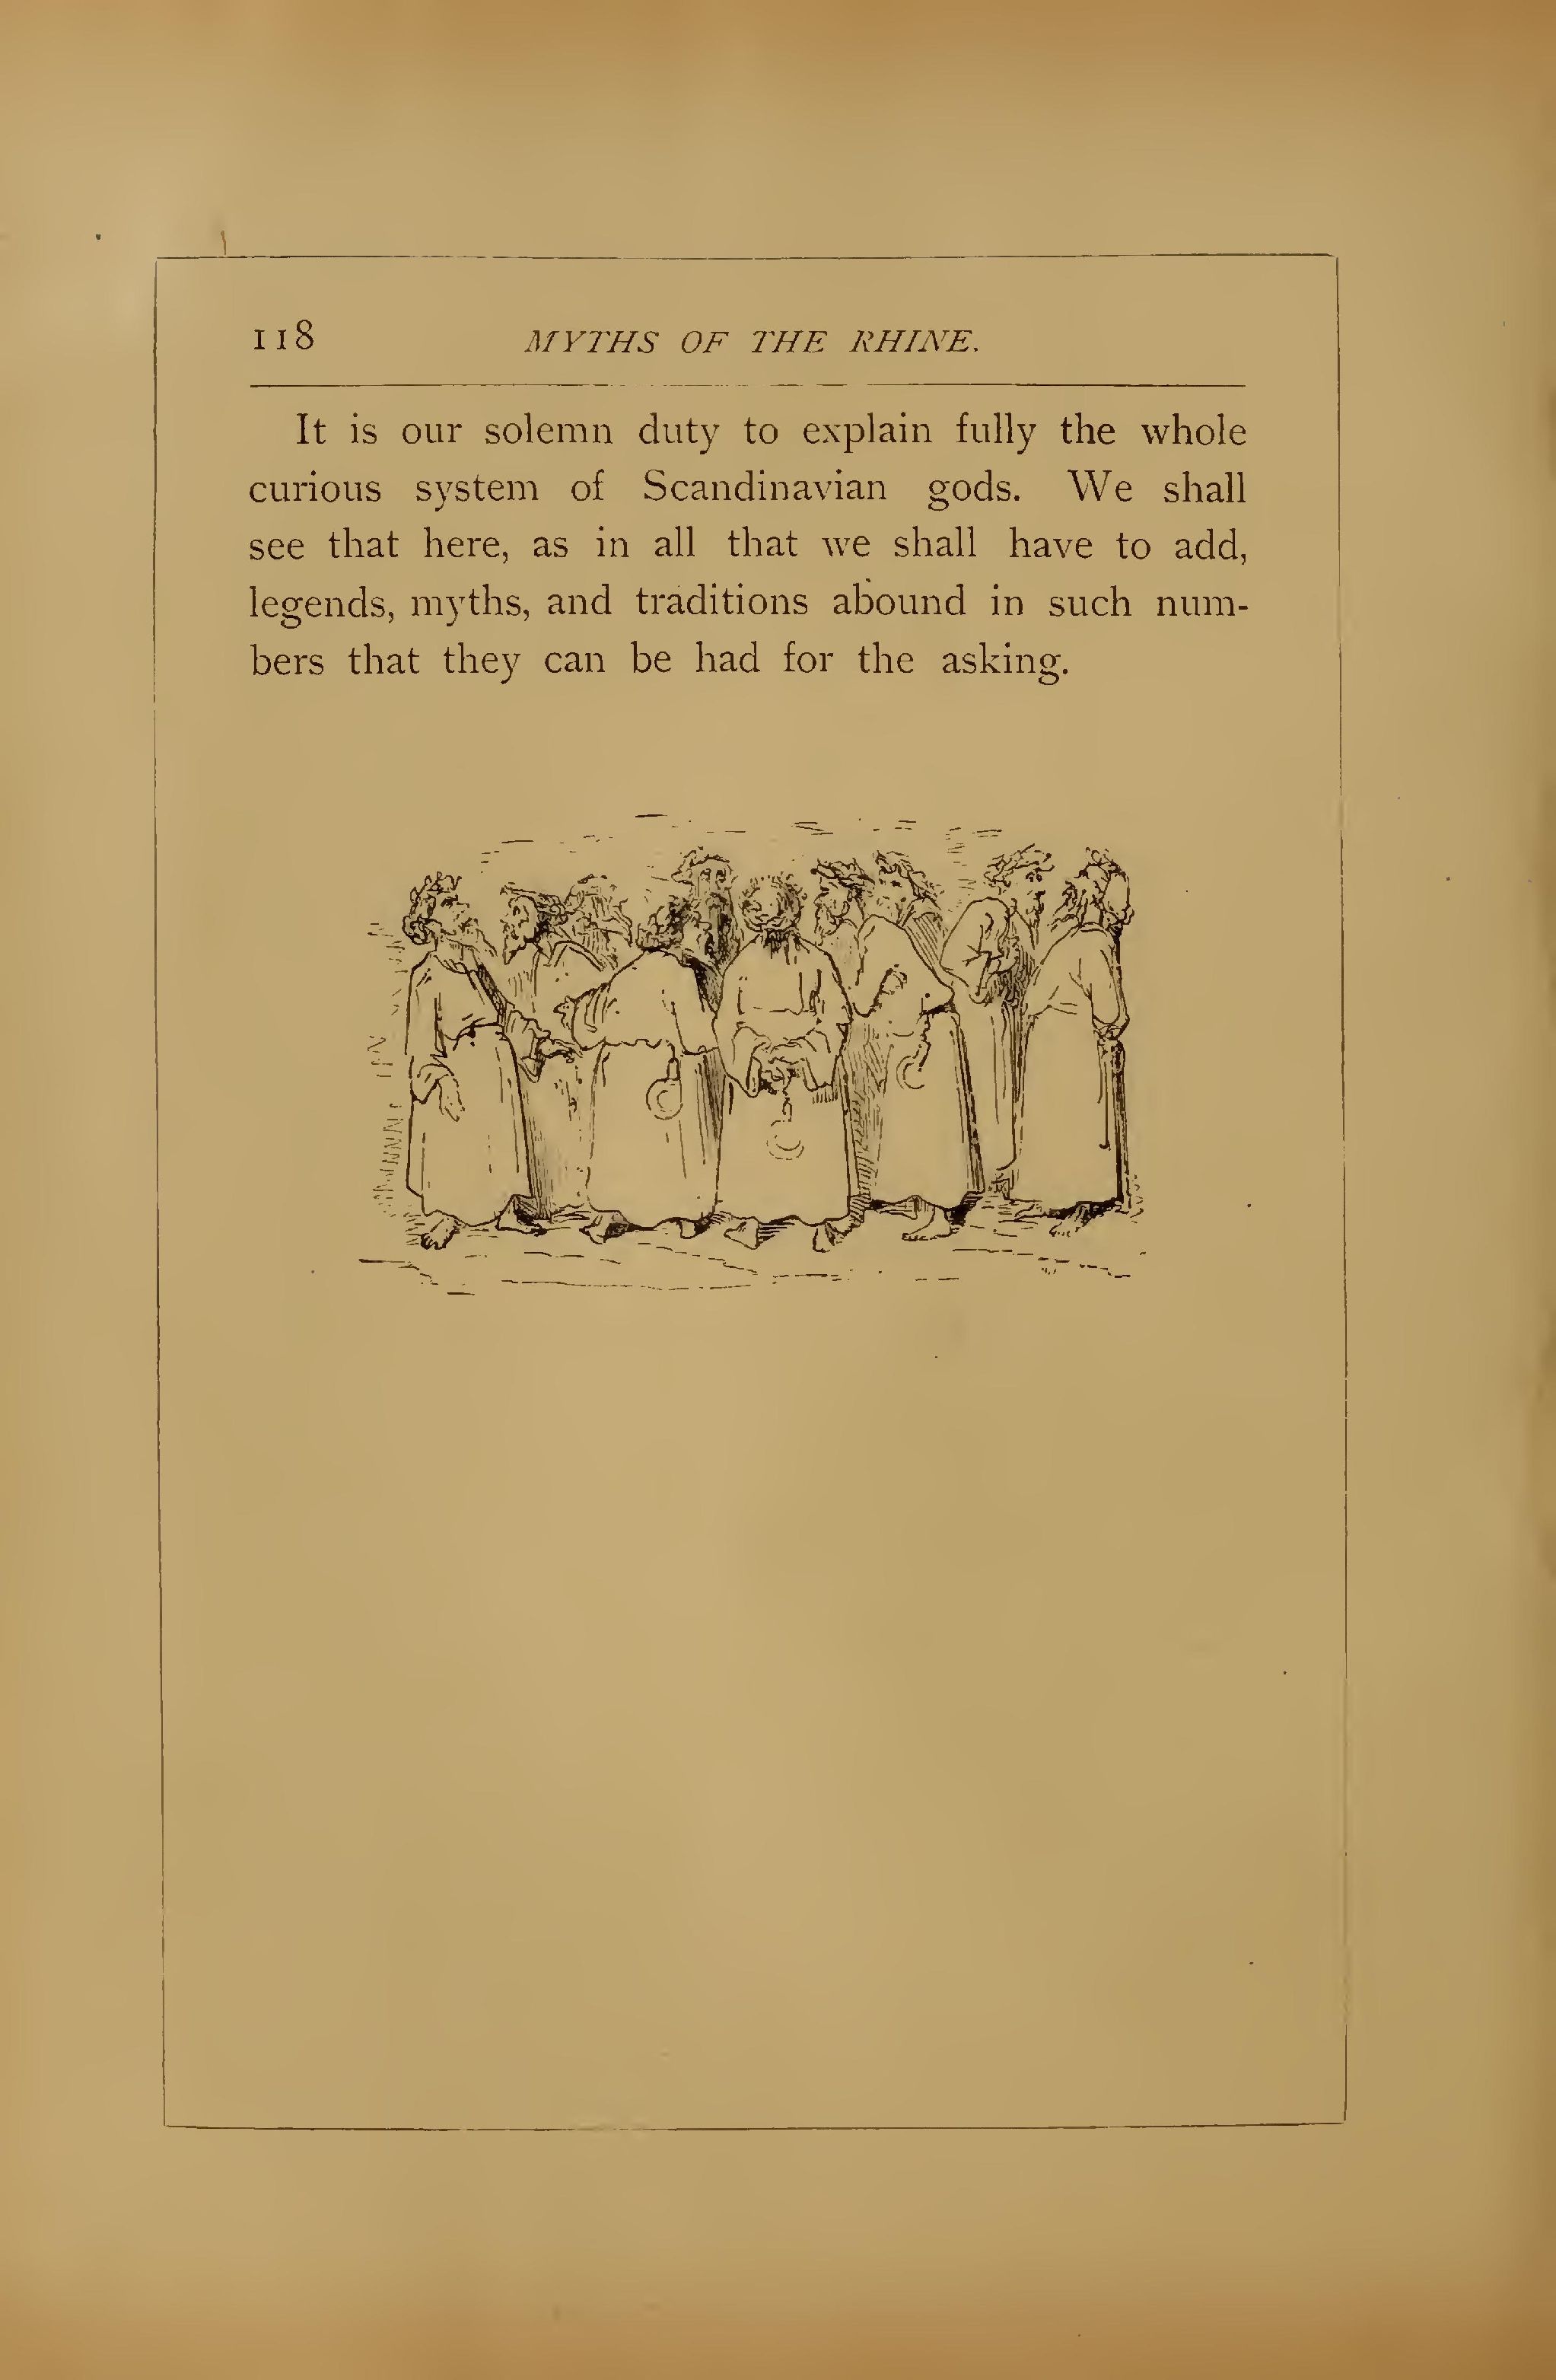 118 MYTHS OF THE RHINE.
It is our solemn duty to explain fully the whole
curious system of Scandinavian gods. We shall
see that here, as in all that we shall have to add,
legends, myths, and traditions abound in such num-
bers that they can be had for the asking.